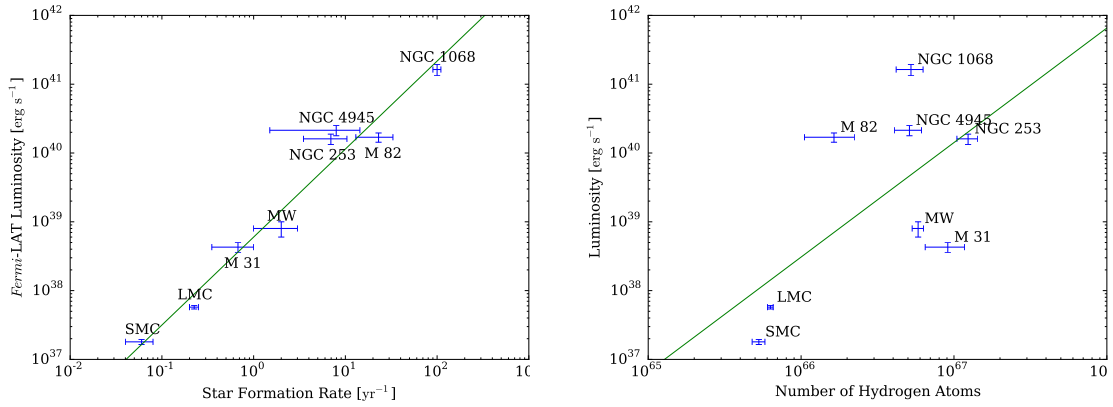 10^42
10^41
10^40
10^39
10^38
10^37
Fermi-LAT Luminosity [erg s^−1]
NGC 1068
NGC 4945
NGC 253
M 82
MW
M 31
LMC
SMC
10^-2
10^-1
10^0
10^1
10^2
10
Star Formation Rate [yr^−1]
10^42
10^41
10^40
10^39
10^38
10^37
Luminosity [erg s^−1]
NGC 1068
M 82
NGC 4945
NGC 253
MW
M 31
LMC
SMC
10^65
10^66
10^67
10
Number of Hydrogen Atoms